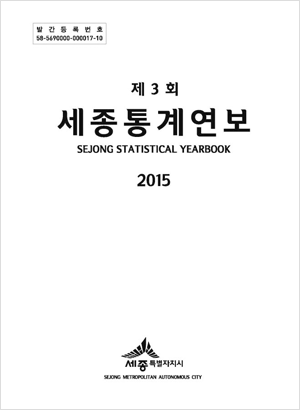 발 간 등 록 번 호
58-5690000-000017-10
제 3 회
세종통계연보
SEJONG STATISTICAL YEARBOOK
2015
세종특별자치시
SEJONG METROPOLITAN AUTONOMOUS CITY